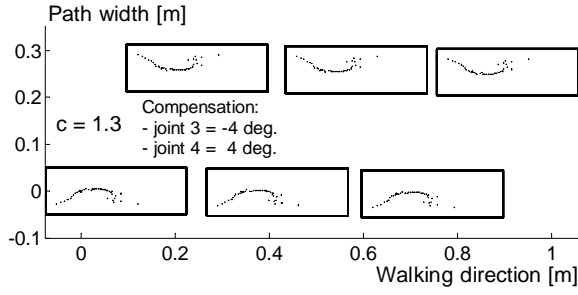 Path width [m]
0.3
0.2
c = 1.3
Compensation:
- joint 3 = -4 deg.
- joint 4 =  4 deg.
0.1
0
-0.1
0 0.2 0.4 0.6 0.8 1
Walking direction [m]